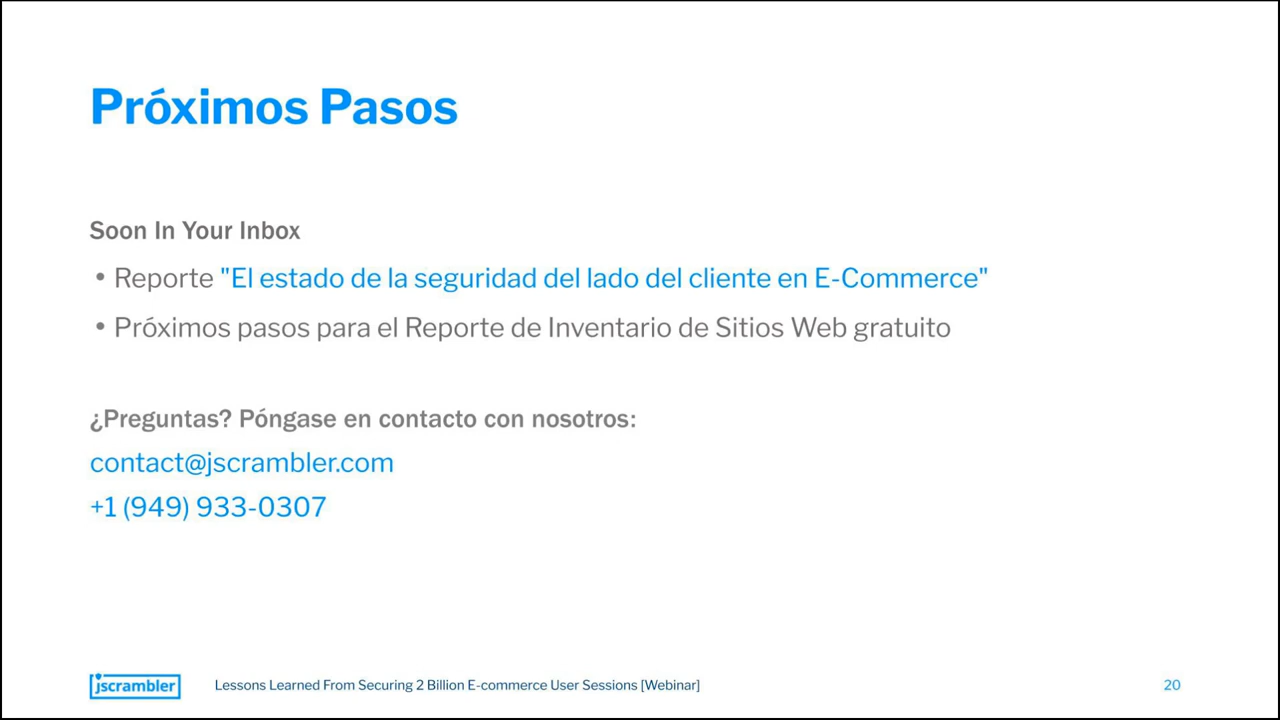 Próximos Pasos
Soon In Your Inbox
• Reporte "El estado de la seguridad del lado del cliente en E-Commerce"
• Próximos pasos para el Reporte de Inventario de Sitios Web gratuito
¿Preguntas? Póngase en contacto con nosotros:
contact@jscrambler.com
+1 (949) 933-0307
jscrambler
Lessons Learned From Securing 2 Billion E-commerce User Sessions [Webinar]
20